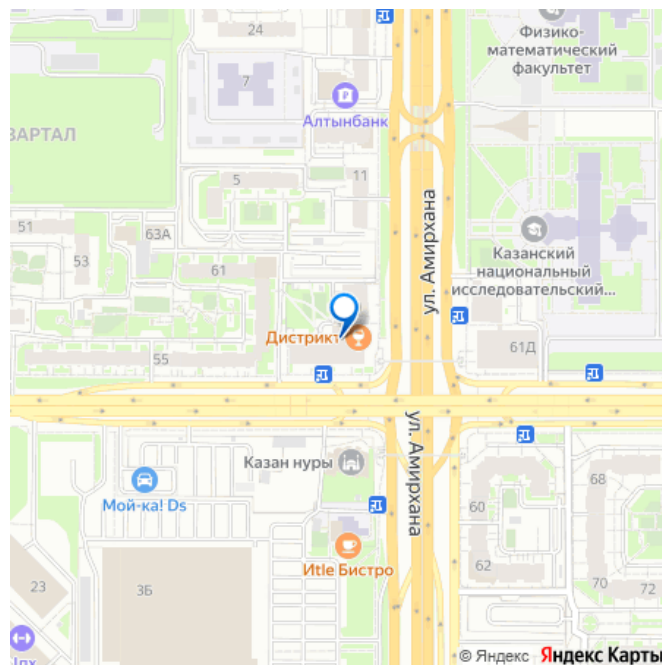 24
Физико-
математический
факультет
7
Алтынбанк
ВАРТАЛ
5
11
ул. Амирхана
51
63А
53
61
Казанский
национальный
исследовательский...
Дистрикт
61Д
55
ул. Амирхана
Казан нуры
Мой-ка! Ds
60
68
Itle Бистро
62
23
3Б
70
72
© Яндекс Яндекс Карты